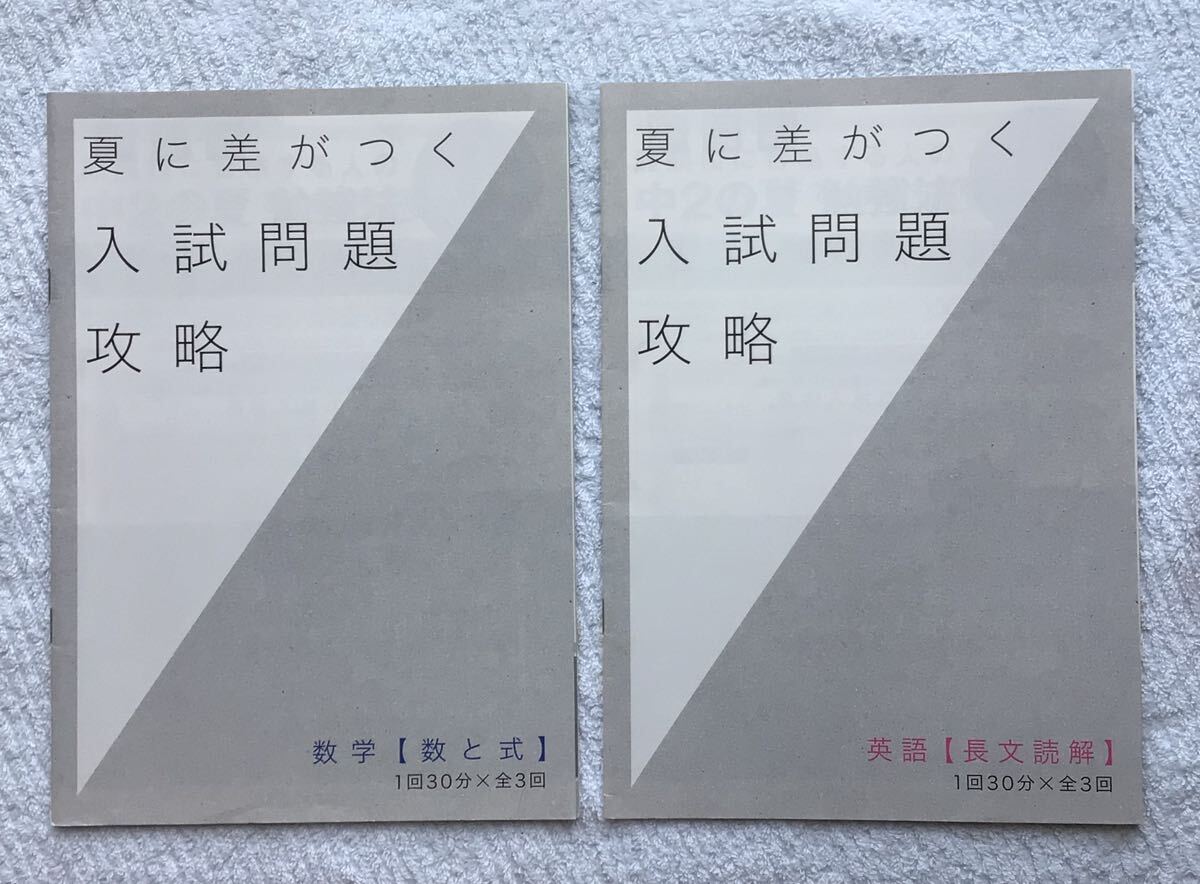 夏に差がつく
入試問題
攻略
数学【数と式】
1回30分×全3回
夏に差がつく
入試問題
攻略
英語【長文読解】
1回30分×全3回